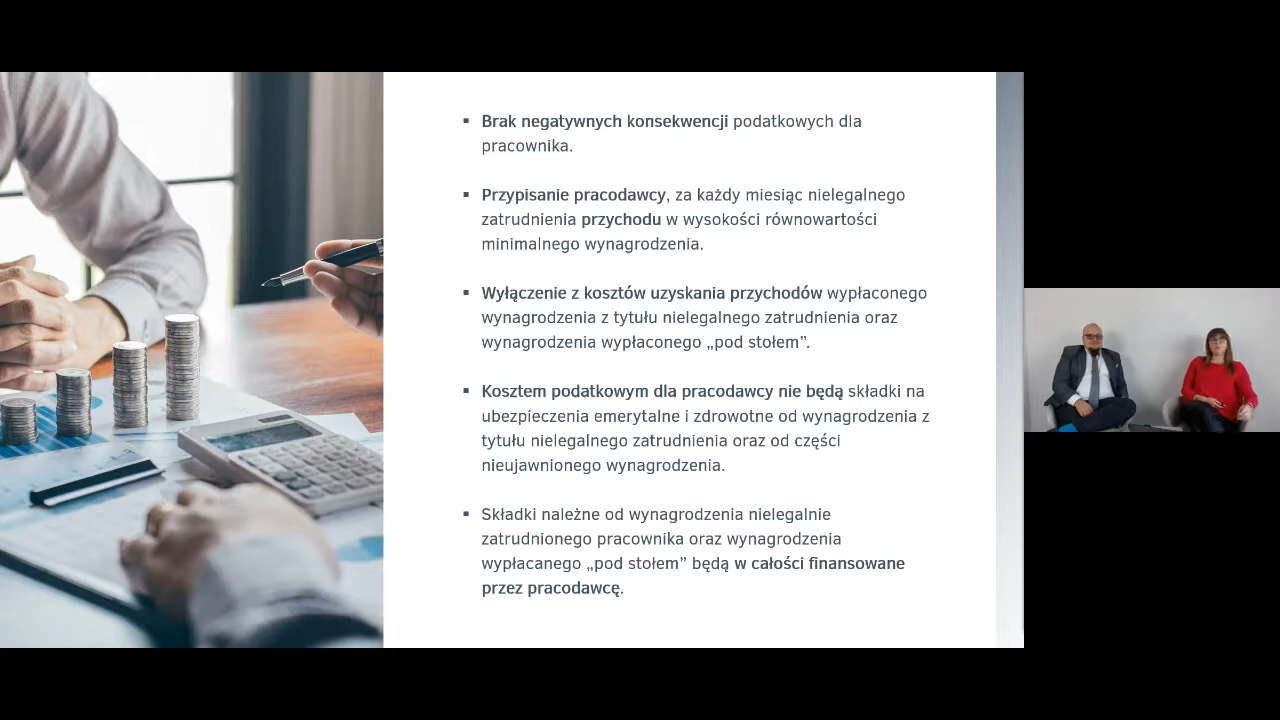 ▪ Brak negatywnych konsekwencji podatkowych dla
pracownika.
▪ Przypisanie pracodawcy, za każdy miesiąc nielegalnego
zatrudnienia przychodu w wysokości równowartości
minimalnego wynagrodzenia.
▪ Wyłączenie z kosztów uzyskania przychodów wypłaconego
wynagrodzenia z tytułu nielegalnego zatrudnienia oraz
wynagrodzenia wypłaconego „pod stołem”.
▪ Kosztem podatkowym dla pracodawcy nie będą składki na
ubezpieczenia emerytalne i zdrowotne od wynagrodzenia z
tytułu nielegalnego zatrudnienia oraz od części
nieujawnionego wynagrodzenia.
▪ Składki należne od wynagrodzenia nielegalnie
zatrudnionego pracownika oraz wynagrodzenia
wypłacanego „pod stołem” będą w całości finansowane
przez pracodawcę.